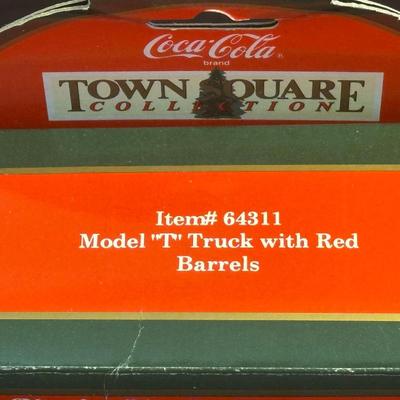 Coca-Cola®
brand
TOWN SQUARE
COLLECTION
Item# 64311
Model "T" Truck with Red
Barrels